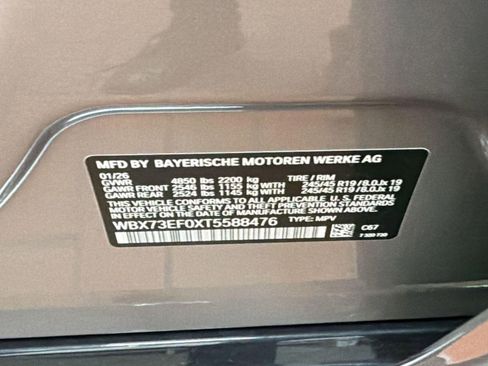 MFD BY BAYERISCHE MOTOREN WERKE AG
01/26
GVWR 4850 lbs 2200 kg TIRE / RIM
GAWR FRONT 2546 lbs 1155 kg WITH 245/45 R19 / 8.0Jx 19
GAWR REAR 2524 lbs 1145 kg WITH 245/45 R19 / 8.0Jx 19
THIS VEHICLE CONFORMS TO ALL APPLICABLE U. S. FEDERAL
MOTOR VEHICLE SAFETY AND THEFT PREVENTION STANDARDS
IN EFFECT ON THE DATE OF MANUFACTURE SHOWN ABOVE.
WBX73EF0XT5588476 TYPE: MPV
C67